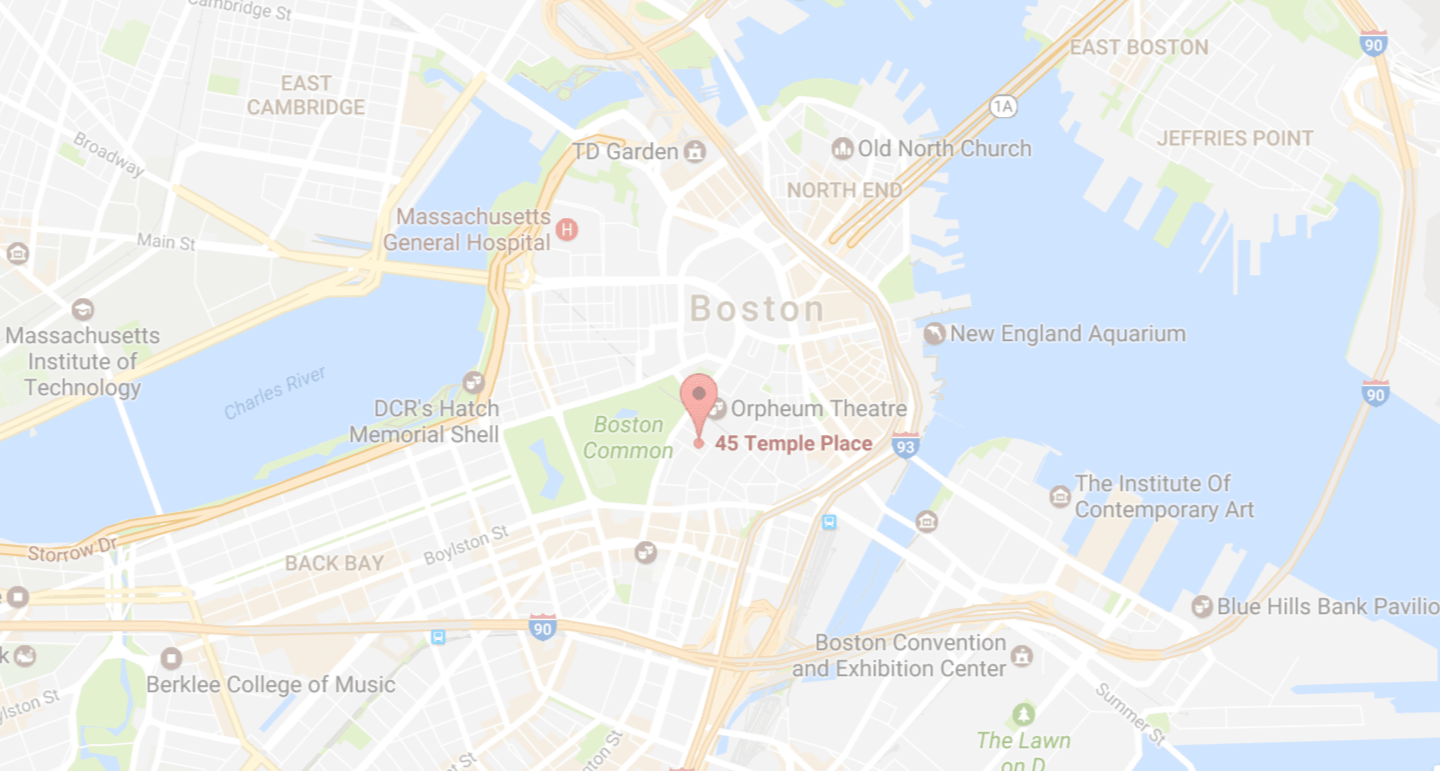 Cambridge St
EAST BOSTON
90
EAST
CAMBRIDGE
1A
Broadway
TD Garden
Old North Church
JEFFRIES POINT
NORTH END
Massachusetts
General Hospital
H
Main St
Boston
Massachusetts
Institute of
Technology
New England Aquarium
Charles River
90
DCR's Hatch
Memorial Shell
Boston
Common
Orpheum Theatre
45 Temple Place
93
The Institute Of
Contemporary Art
Storrow Dr
Boylston St
BACK BAY
Blue Hills Bank Pavilio
90
Boston Convention
and Exhibition Center
k
Berklee College of Music
ylston St
Summer St
The Lawn
on D
St
ton St